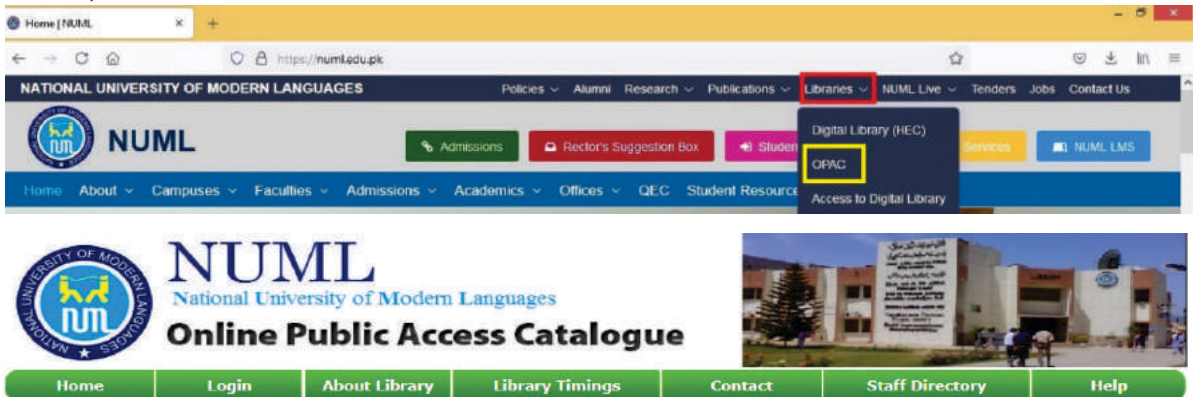 Home | NUML
https://numl.edu.pk
NATIONAL UNIVERSITY OF MODERN LANGUAGES
Policies Alumni Research Publications Libraries NUML Live Tenders Jobs Contact Us
NUML
Admissions Rector's Suggestion Box Studen Services NUML LMS
Digital Library (HEC)
OPAC
Access to Digital Library
Home About Campuses Faculties Admissions Academics Offices QEC Student Resource
NUML
National University of Modern Languages
Online Public Access Catalogue
Home Login About Library Library Timings Contact Staff Directory Help